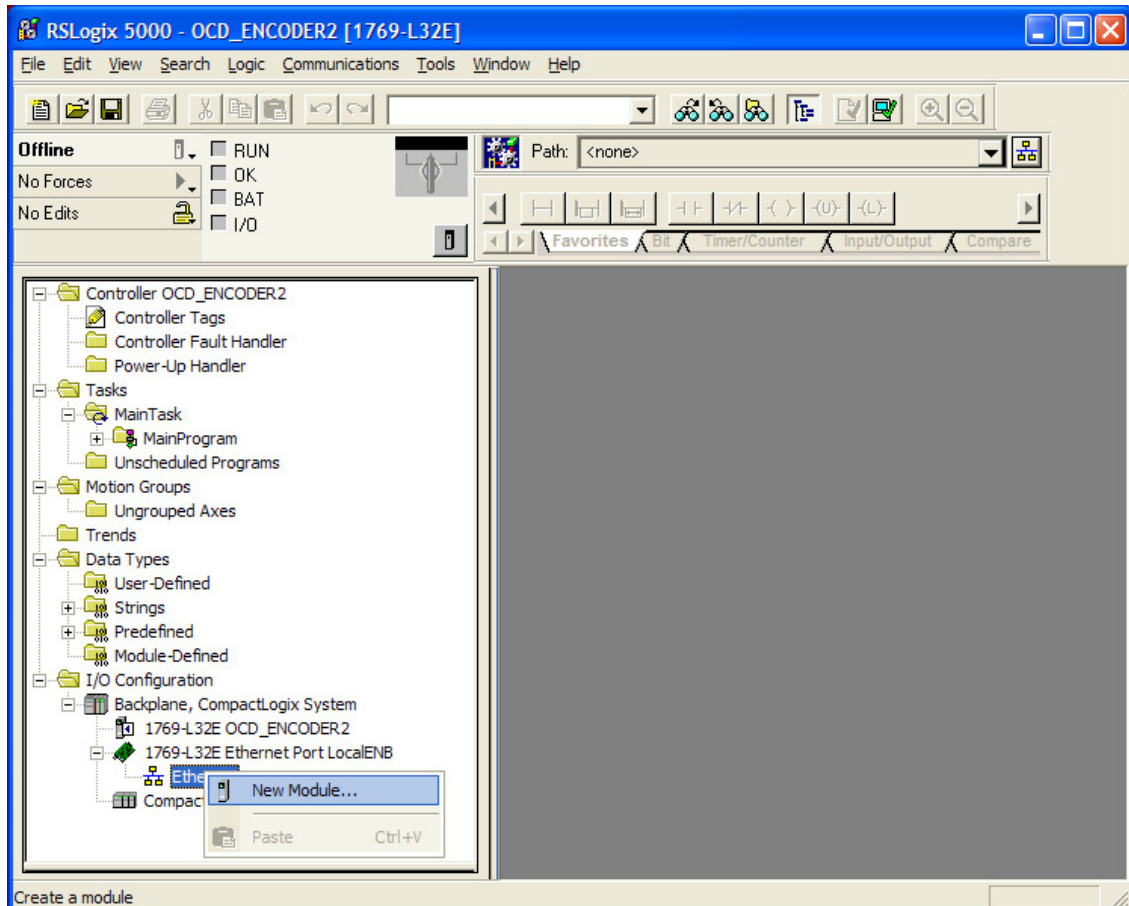 RSLogix 5000 - OCD_ENCODER2 [1769-L32E]
File Edit View Search Logic Communications Tools Window Help
Offline
RUN
No Forces
OK
No Edits
BAT
I/O
Path: <none>
Favorites Bit Timer/Counter Input/Output Compare
Controller OCD_ENCODER2
Controller Tags
Controller Fault Handler
Power-Up Handler
Tasks
MainTask
MainProgram
Unscheduled Programs
Motion Groups
Ungrouped Axes
Trends
Data Types
User-Defined
Strings
Predefined
Module-Defined
I/O Configuration
Backplane, CompactLogix System
1769-L32E OCD_ENCODER2
1769-L32E Ethernet Port LocalENB
Ethe
New Module...
Compac
Paste Ctrl+V
Create a module